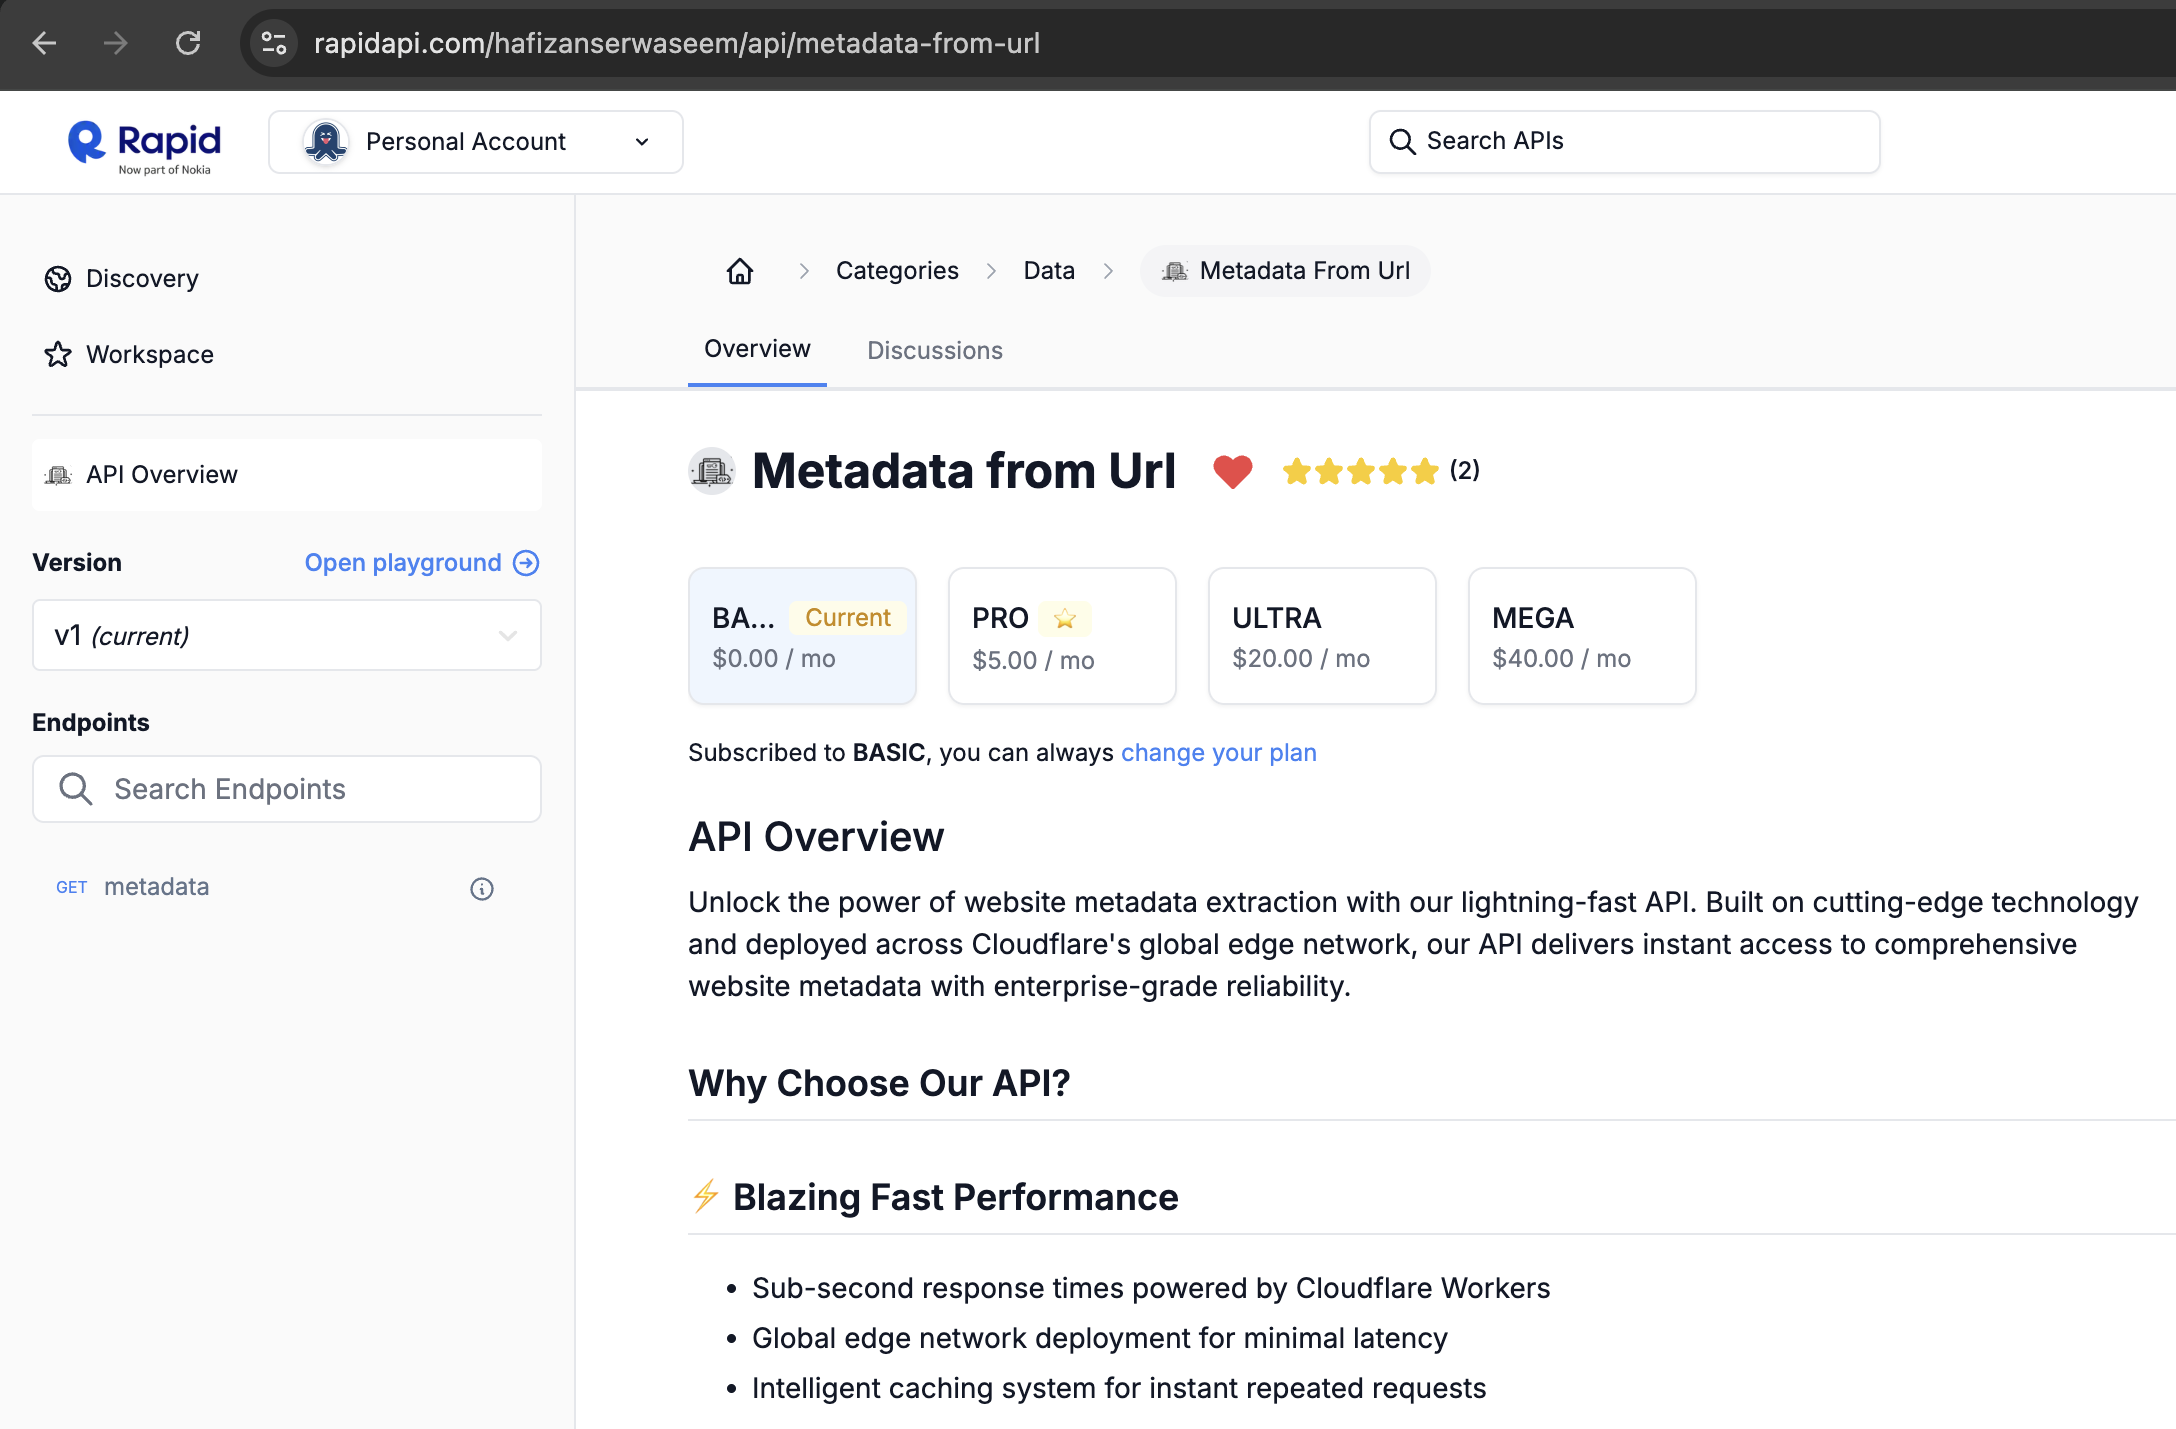 rapidapi.com/hafizanserwaseem/api/metadata-from-url
Rapid
Now part of Nokia
Personal Account
Search APIs
Discovery
Workspace
API Overview
Version
Open playground
v1 (current)
Endpoints
Search Endpoints
GET metadata
Categories
Data
Metadata From Url
Overview
Discussions
Metadata from Url
(2)
BA... Current
$0.00 / mo
PRO
$5.00 / mo
ULTRA
$20.00 / mo
MEGA
$40.00 / mo
Subscribed to BASIC, you can always change your plan
API Overview
Unlock the power of website metadata extraction with our lightning-fast API. Built on cutting-edge technology
and deployed across Cloudflare's global edge network, our API delivers instant access to comprehensive
website metadata with enterprise-grade reliability.
Why Choose Our API?
⚡ Blazing Fast Performance
• Sub-second response times powered by Cloudflare Workers
• Global edge network deployment for minimal latency
• Intelligent caching system for instant repeated requests